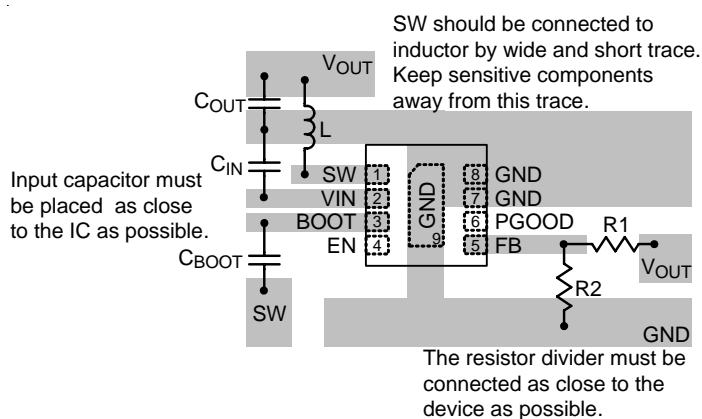 SW should be connected to
inductor by wide and short trace.
Keep sensitive components
away from this trace.
VOUT
COUT
L
CIN
Input capacitor must
be placed as close
to the IC as possible.
SW 1
VIN 2
BOOT 3
EN 4
GND
9
8 GND
7 GND
6 PGOOD
5 FB
R1
VOUT
R2
CBOOT
SW
GND
The resistor divider must be
connected as close to the
device as possible.